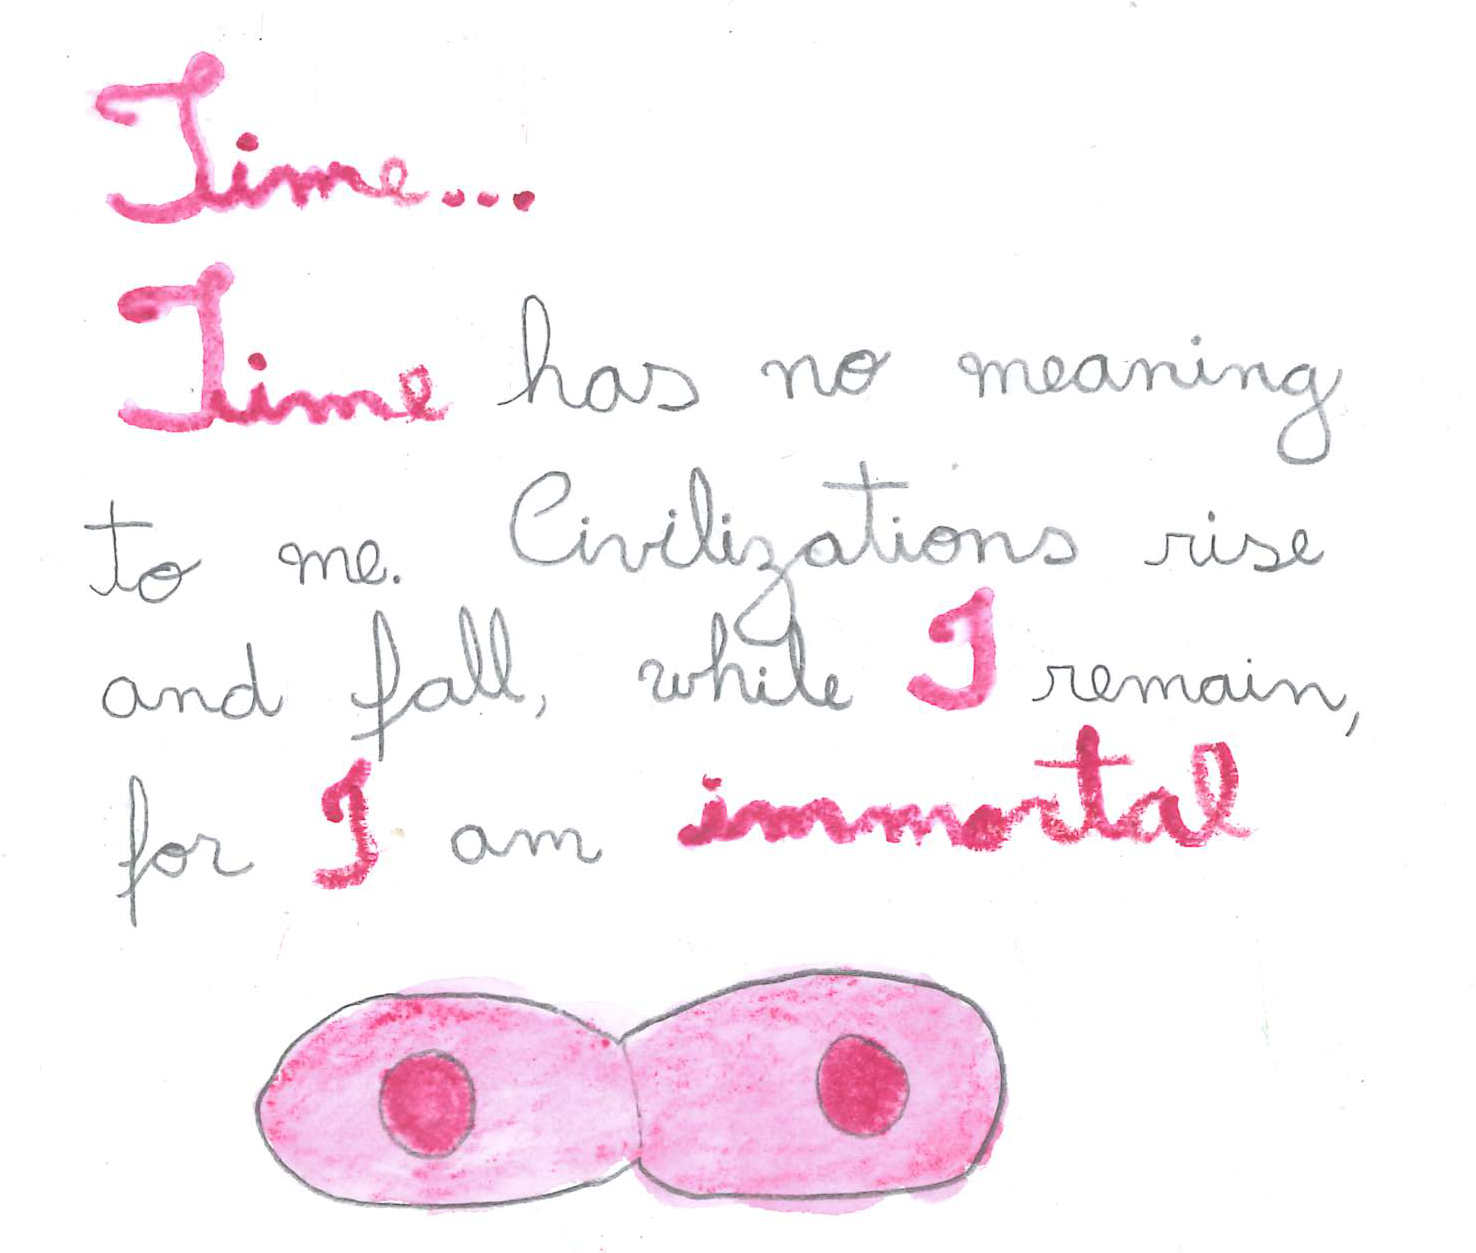 Time...
Time has no meaning
to me. Civilizations rise
and fall, while I remain,
for I am immortal